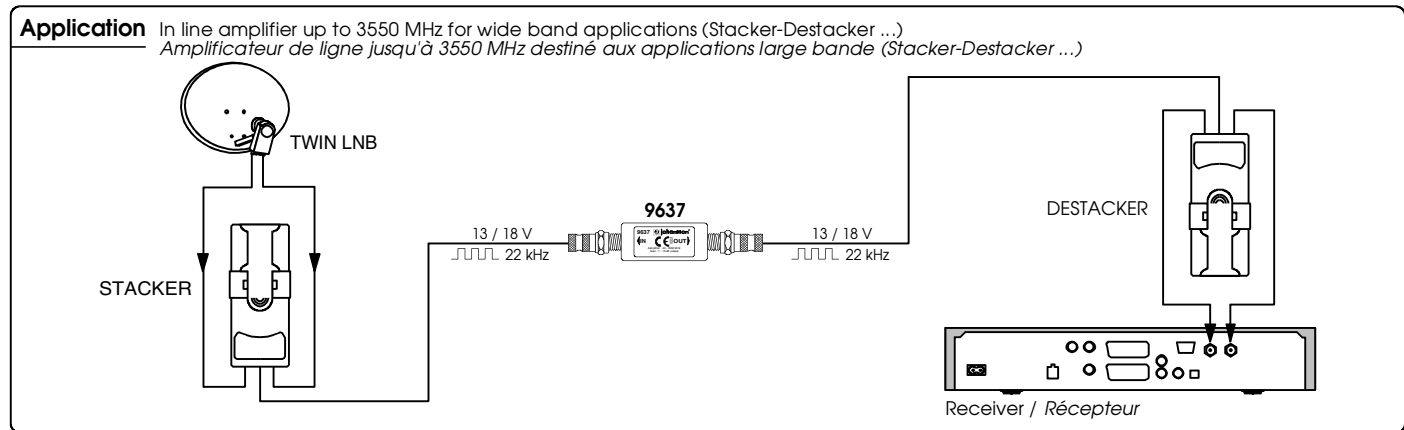 Application In line amplifier up to 3550 MHz for wide band applications (Stacker-Destacker ...)
Amplificateur de ligne jusqu'à 3550 MHz destiné aux applications large bande (Stacker-Destacker ...)
TWIN LNB
STACKER
13 / 18 V
22 kHz
9637
9637 johansson
IN CE OUT
13 / 18 V
22 kHz
DESTACKER
Receiver / Récepteur